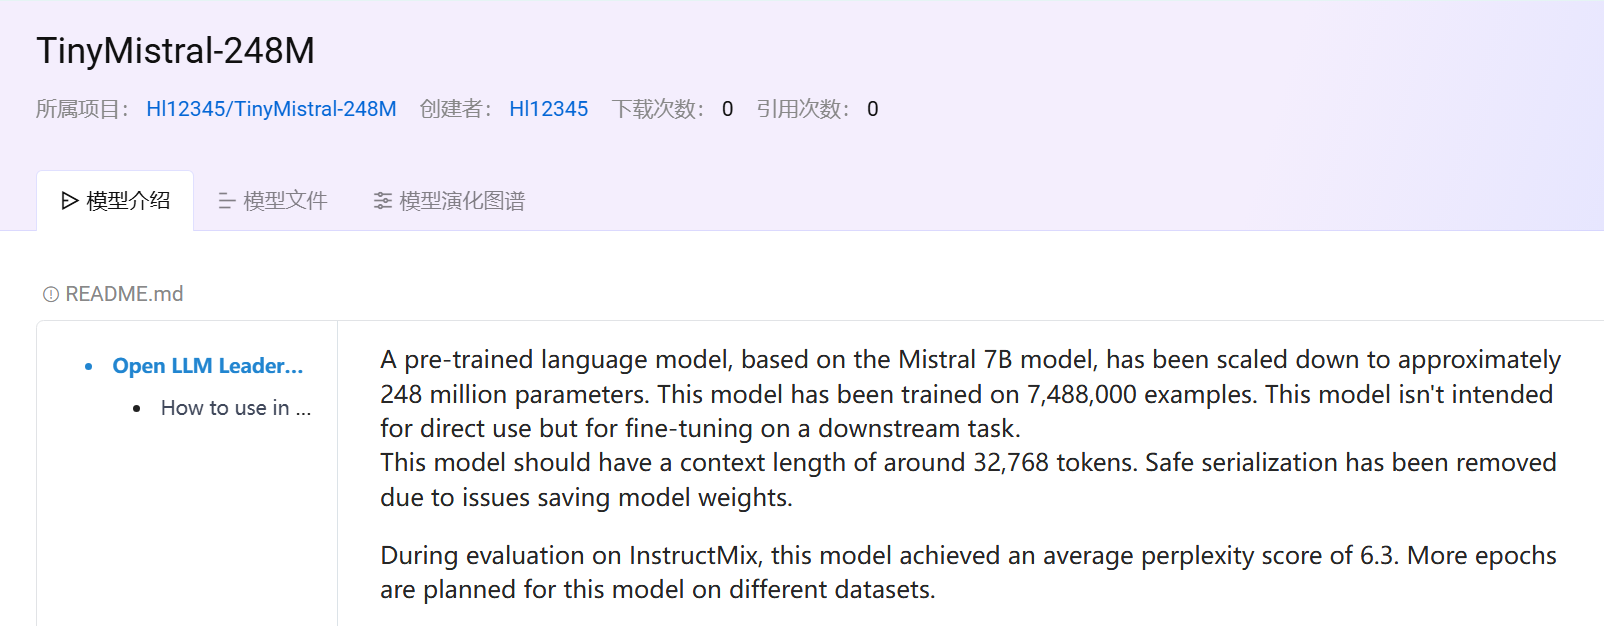 TinyMistral-248M
所属项目： Hl12345/TinyMistral-248M 创建者： Hl12345 下载次数： 0 引用次数： 0
模型介绍 模型文件 模型演化图谱
README.md
Open LLM Leader...
How to use in ...
A pre-trained language model, based on the Mistral 7B model, has been scaled down to approximately
248 million parameters. This model has been trained on 7,488,000 examples. This model isn't intended
for direct use but for fine-tuning on a downstream task.
This model should have a context length of around 32,768 tokens. Safe serialization has been removed
due to issues saving model weights.
During evaluation on InstructMix, this model achieved an average perplexity score of 6.3. More epochs
are planned for this model on different datasets.